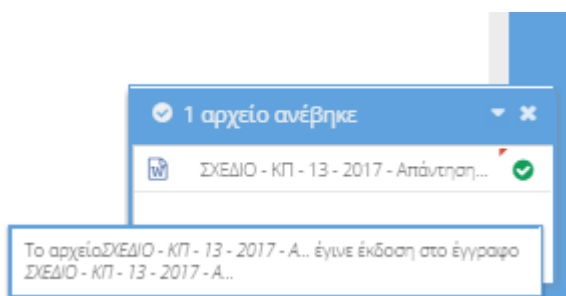 1 αρχείο ανέβηκε
ΣΧΕΔΙΟ - ΚΠ - 13 - 2017 - Απάντηση...
Το αρχείοΣΧΕΔΙΟ - ΚΠ - 13 - 2017 - Α... έγινε έκδοση στο έγγραφο
ΣΧΕΔΙΟ - ΚΠ - 13 - 2017 - Α...